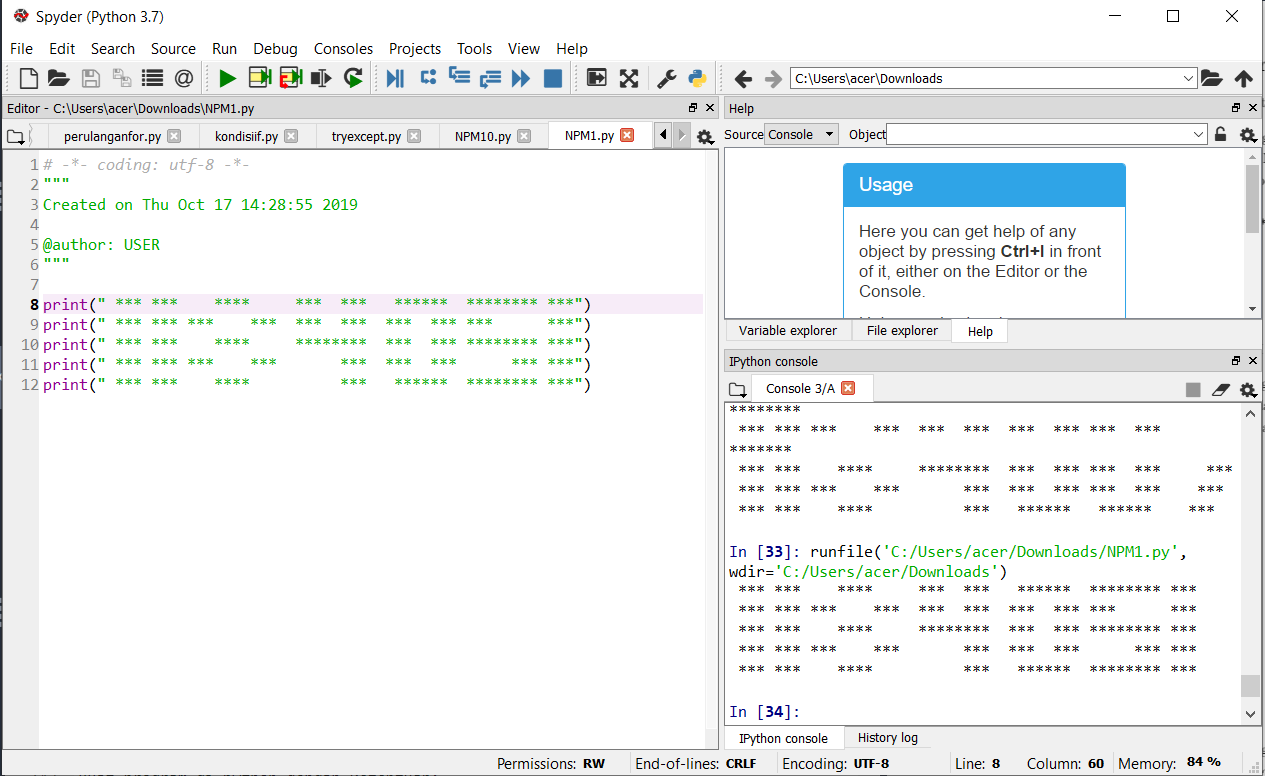 Spyder (Python 3.7)
File Edit Search Source Run Debug Consoles Projects Tools View Help
C:\Users\acer\Downloads
Editor - C:\Users\acer\Downloads\NPM1.py
perulanganfor.py kondisiif.py tryexcept.py NPM10.py NPM1.py
1 # -*- coding: utf-8 -*-
2 """
3 Created on Thu Oct 17 14:28:55 2019
4
5 @author: USER
6 """
7
8 print(" *** ***    ****     ***  ***   ******  ******** ***")
9 print(" *** *** ***    ***  ***  ***  ***  *** ***      ***")
10 print(" *** ***    ****     ********  ***  *** ******** ***")
11 print(" *** *** ***    ***       ***  ***  ***      *** ***")
12 print(" *** ***    ****          ***   ******  ******** ***")
Help
Source Console Object
Usage
Here you can get help of any
object by pressing Ctrl+I in front
of it, either on the Editor or the
Console.
Variable explorer File explorer Help
IPython console
Console 3/A
********
 *** *** ***    ***  ***  ***  ***  *** ***  ***
*******
 *** ***    ****     ********  ***  *** ***  ***     ***
 *** *** ***    ***       ***  ***  *** ***  ***    ***
 *** ***    ****          ***   ******   ******    ***
In [33]: runfile('C:/Users/acer/Downloads/NPM1.py',
wdir='C:/Users/acer/Downloads')
 *** ***    ****     ***  ***   ******  ******** ***
 *** *** ***    ***  ***  ***  ***  *** ***      ***
 *** ***    ****     ********  ***  *** ******** ***
 *** *** ***    ***       ***  ***  ***      *** ***
 *** ***    ****          ***   ******  ******** ***
In [34]:
IPython console History log
Permissions: RW End-of-lines: CRLF Encoding: UTF-8 Line: 8 Column: 60 Memory: 84 %